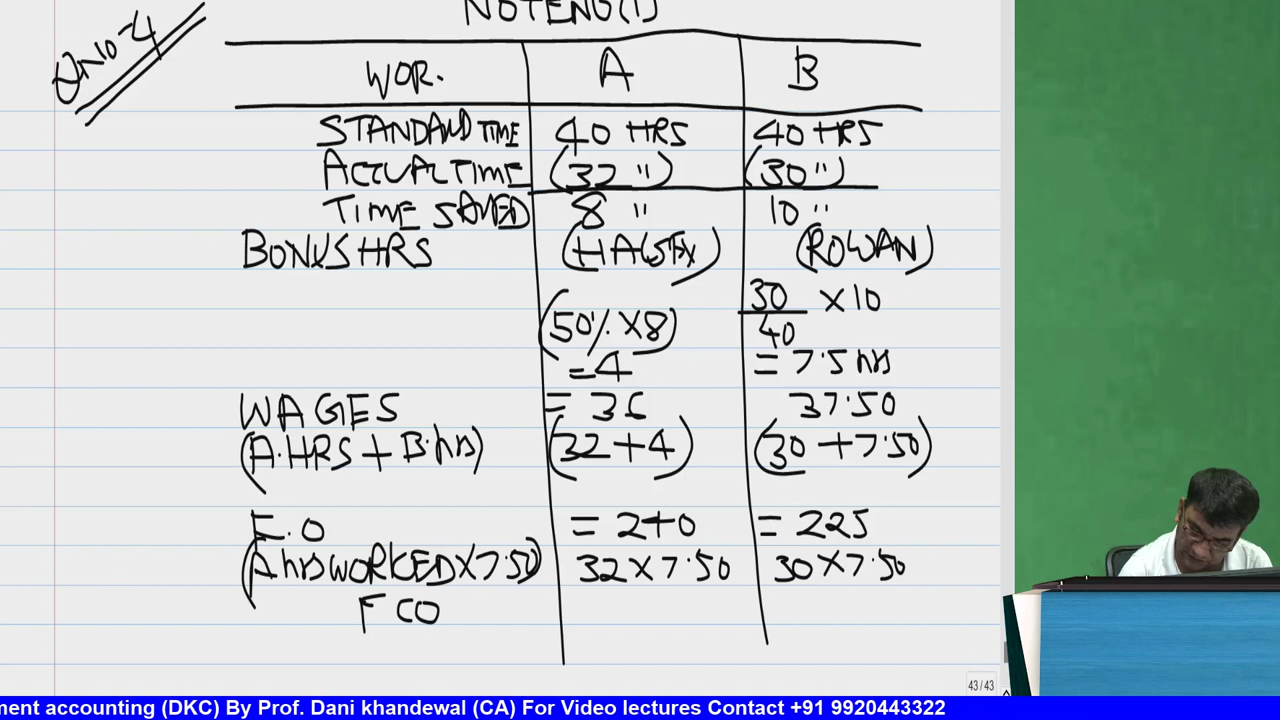 NOTENO(1)
QNO-4
WOR. A B
STANDARD TIME 40 HRS 40 HRS
ACTUAL TIME (32 ") (30 ")
TIME SAVED 8 " 10 "
BONUS HRS (HALSEY) (ROWAN)
30/40 × 10
(50% × 8)
= 4 = 7.5 hrs
WAGES = 36 37.50
(A.HRS + B.hrs) (32 + 4) (30 + 7.50)
F.O = 240 = 225
(A hrs WORKED × 7.50) 32 × 7.50 30 × 7.50
F CO
43/43
ment accounting (DKC) By Prof. Dani khandewal (CA) For Video lectures Contact +91 9920443322